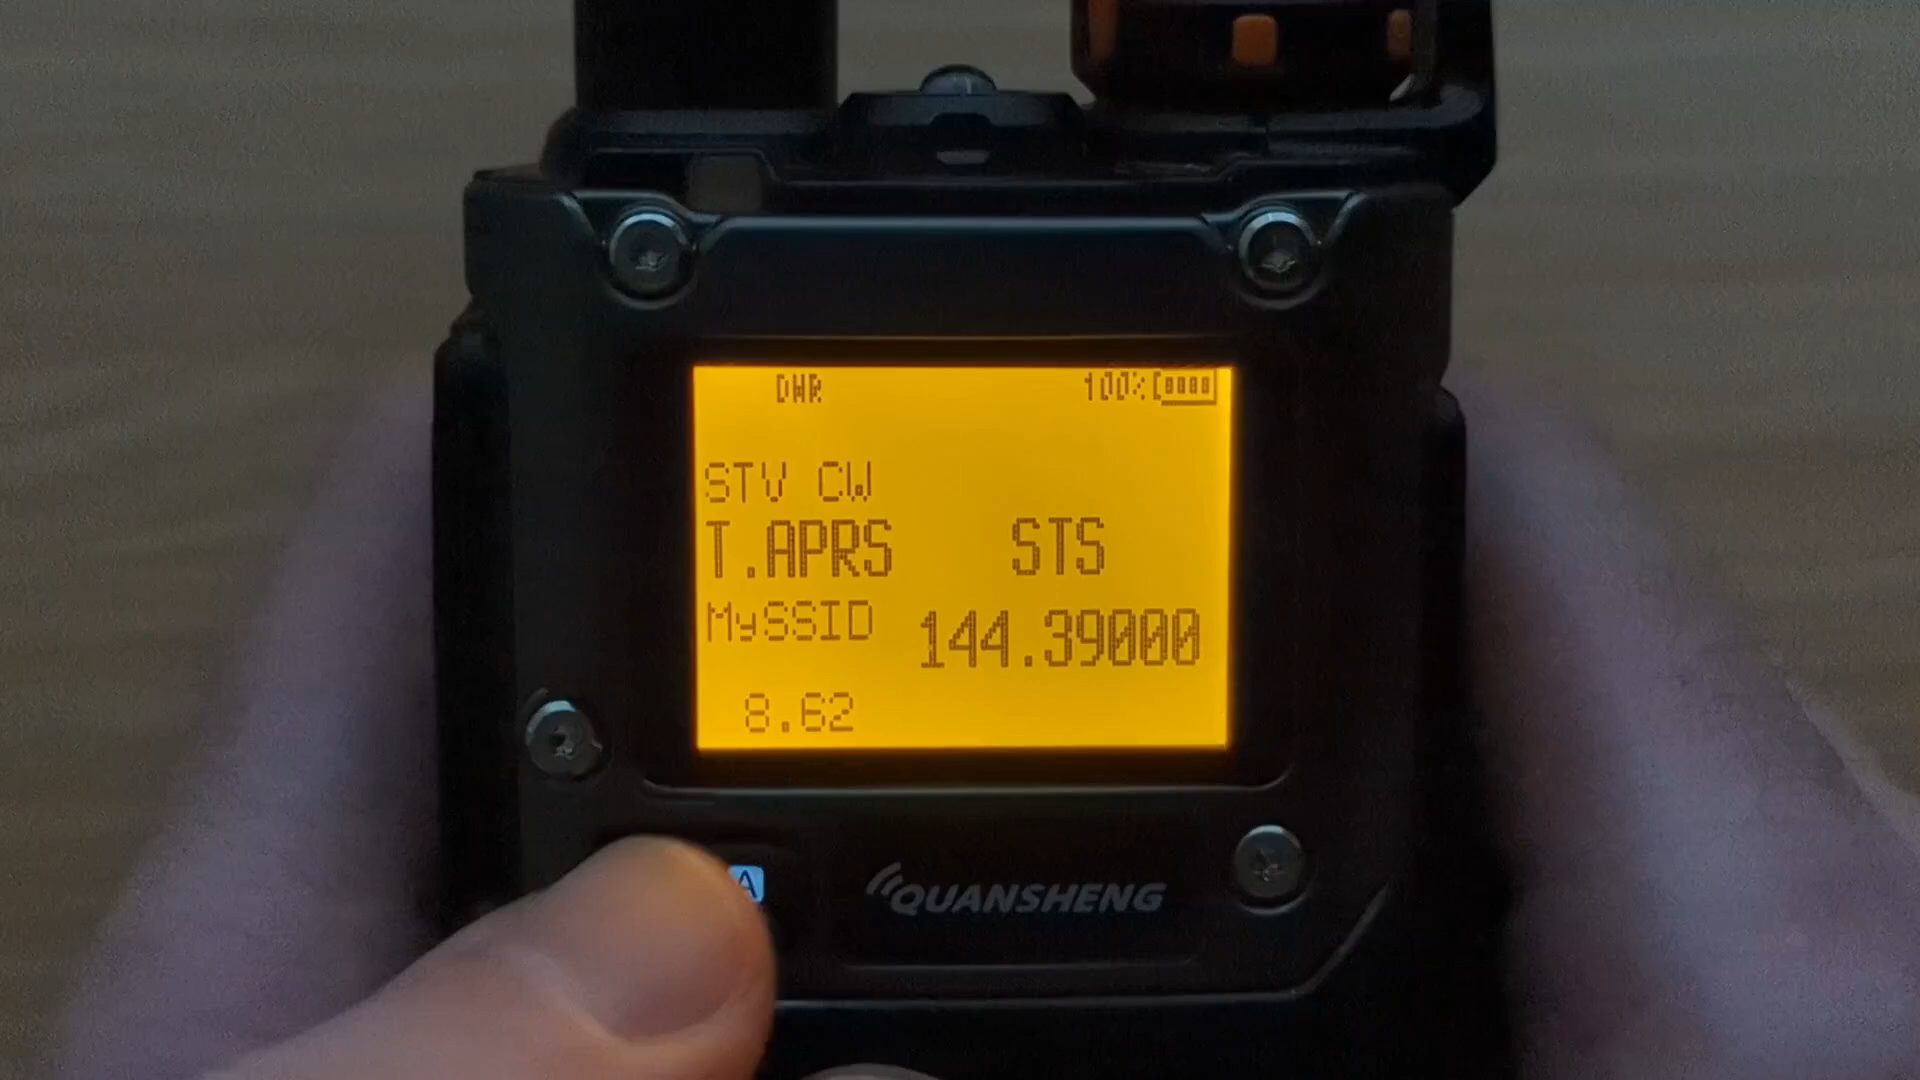 DWR 100%
STV CW
T.APRS STS
MySSID 144.39000
8.62
A
QUANSHENG